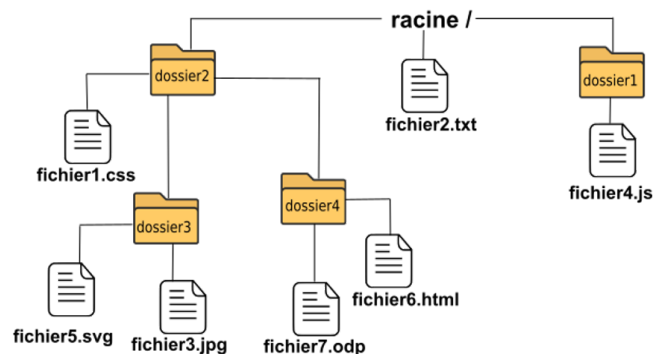 racine /
dossier2
dossier1
fichier2.txt
fichier1.css
fichier4.js
dossier4
dossier3
fichier6.html
fichier5.svg
fichier3.jpg
fichier7.odp